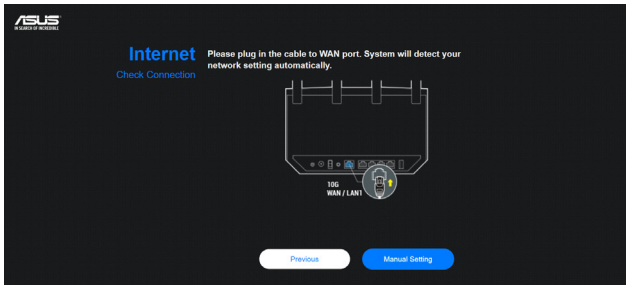 ASUS
IN SEARCH OF INCREDIBLE
Internet
Check Connection
Please plug in the cable to WAN port. System will detect your
network setting automatically.
10G
WAN / LAN1
Previous
Manual Setting